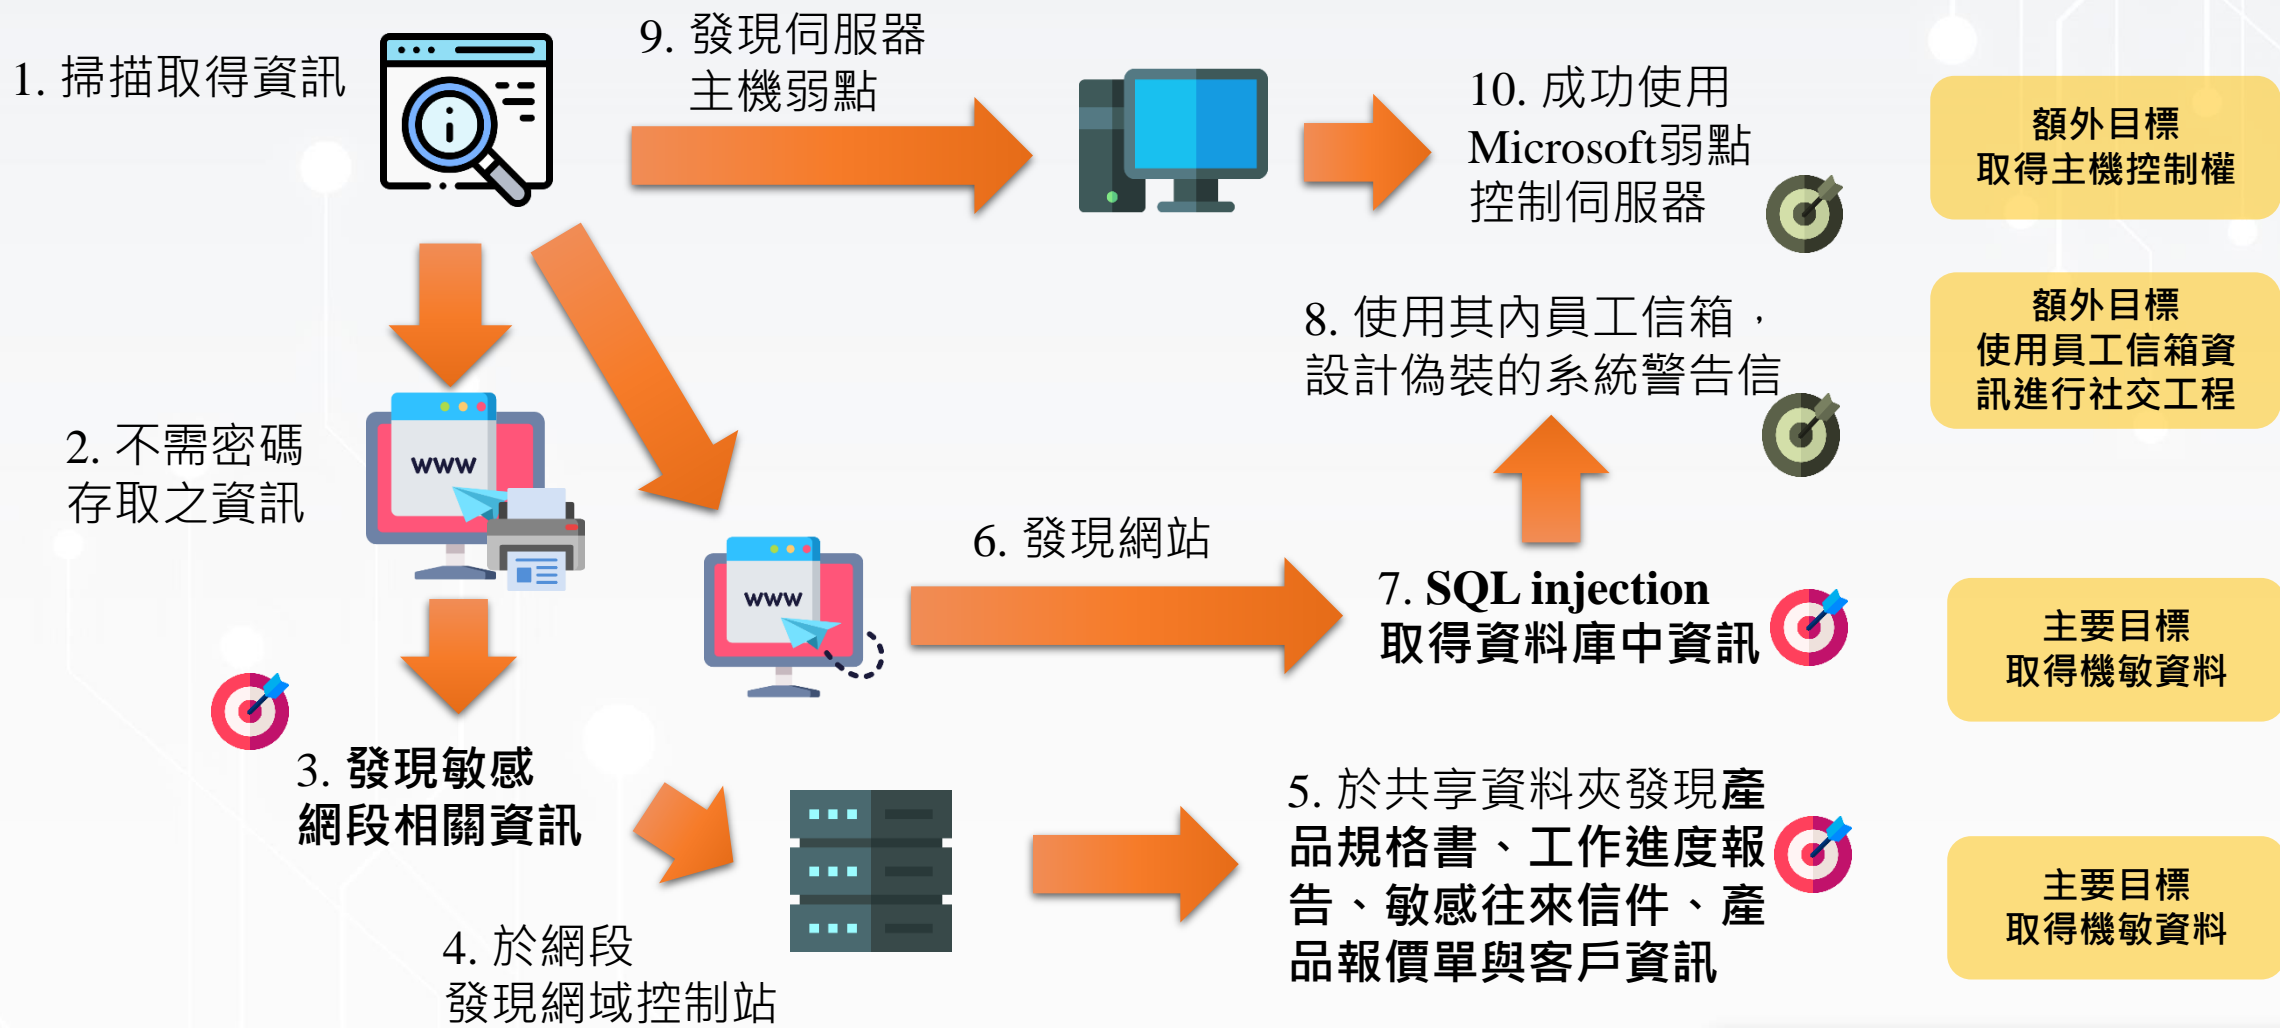 1. 掃描取得資訊
9. 發現伺服器
主機弱點
10. 成功使用
Microsoft弱點
控制伺服器
額外目標
取得主機控制權
2. 不需密碼
存取之資訊
WWW
3. 發現敏感
網段相關資訊
4. 於網段
發現網域控制站
5. 於共享資料夾發現產
品規格書、工作進度報
告、敏感往來信件、產
品報價單與客戶資訊
主要目標
取得機敏資料
WWW
6. 發現網站
7. SQL injection
取得資料庫中資訊
主要目標
取得機敏資料
8. 使用其內員工信箱，
設計偽裝的系統警告信
額外目標
使用員工信箱資
訊進行社交工程